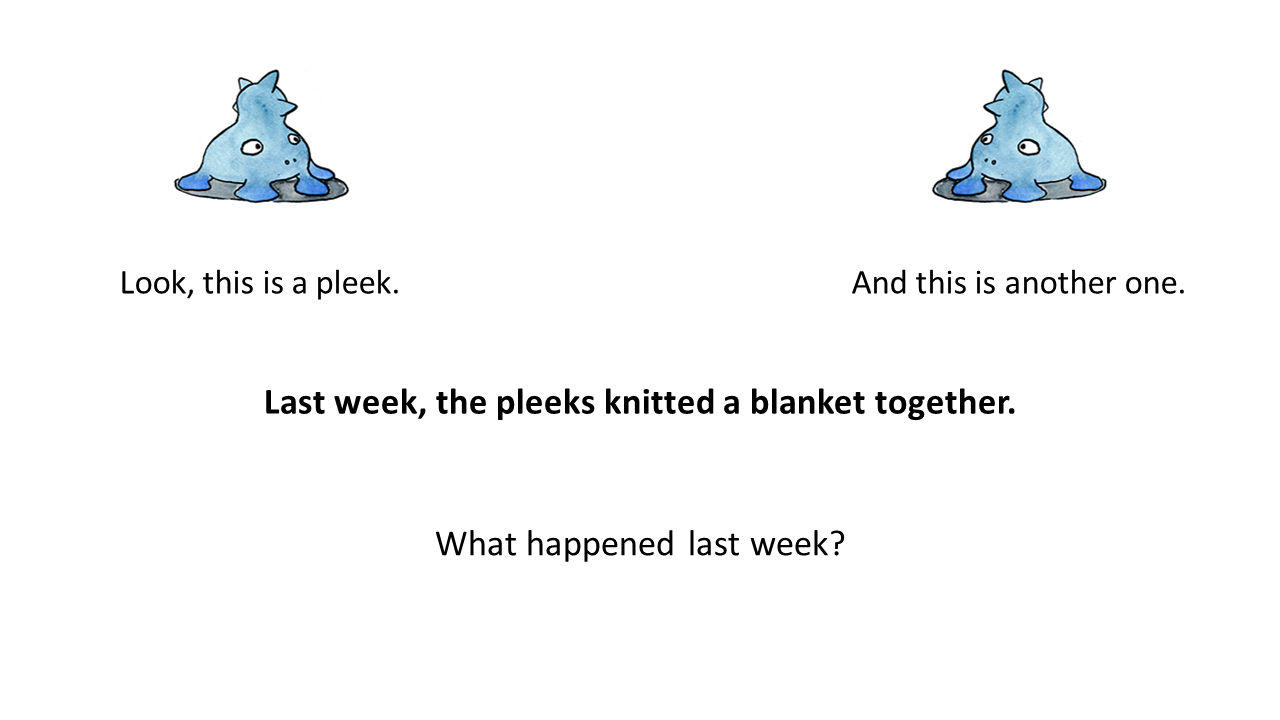 Look, this is a pleek.
And this is another one.
Last week, the pleeks knitted a blanket together.
What happened last week?